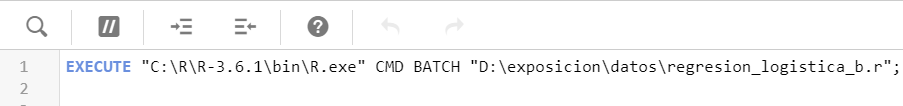 1 EXECUTE "C:\R\R-3.6.1\bin\R.exe" CMD BATCH "D:\exposicion\datos\regresion_logistica_b.r";
2